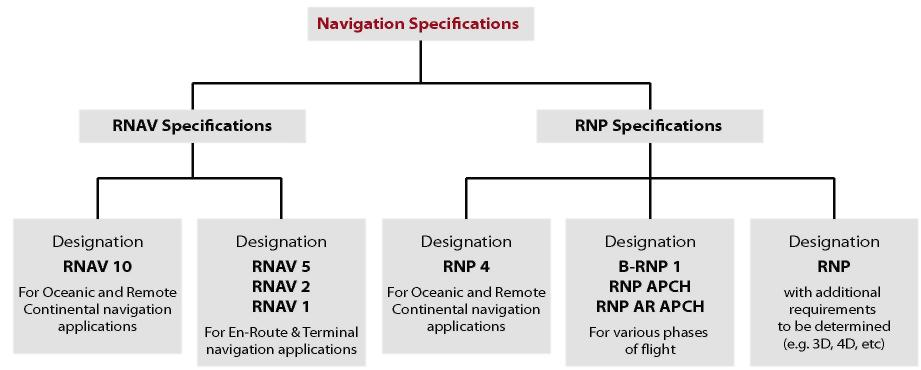 Navigation Specifications
RNAV Specifications
RNP Specifications
Designation
RNAV 10
For Oceanic and Remote
Continental navigation
applications
Designation
RNAV 5
RNAV 2
RNAV 1
For En-Route & Terminal
navigation applications
Designation
RNP 4
For Oceanic and Remote
Continental navigation
applications
Designation
B-RNP 1
RNP APCH
RNP AR APCH
For various phases
of flight
Designation
RNP
with additional
requirements
to be determined
(e.g. 3D, 4D, etc)